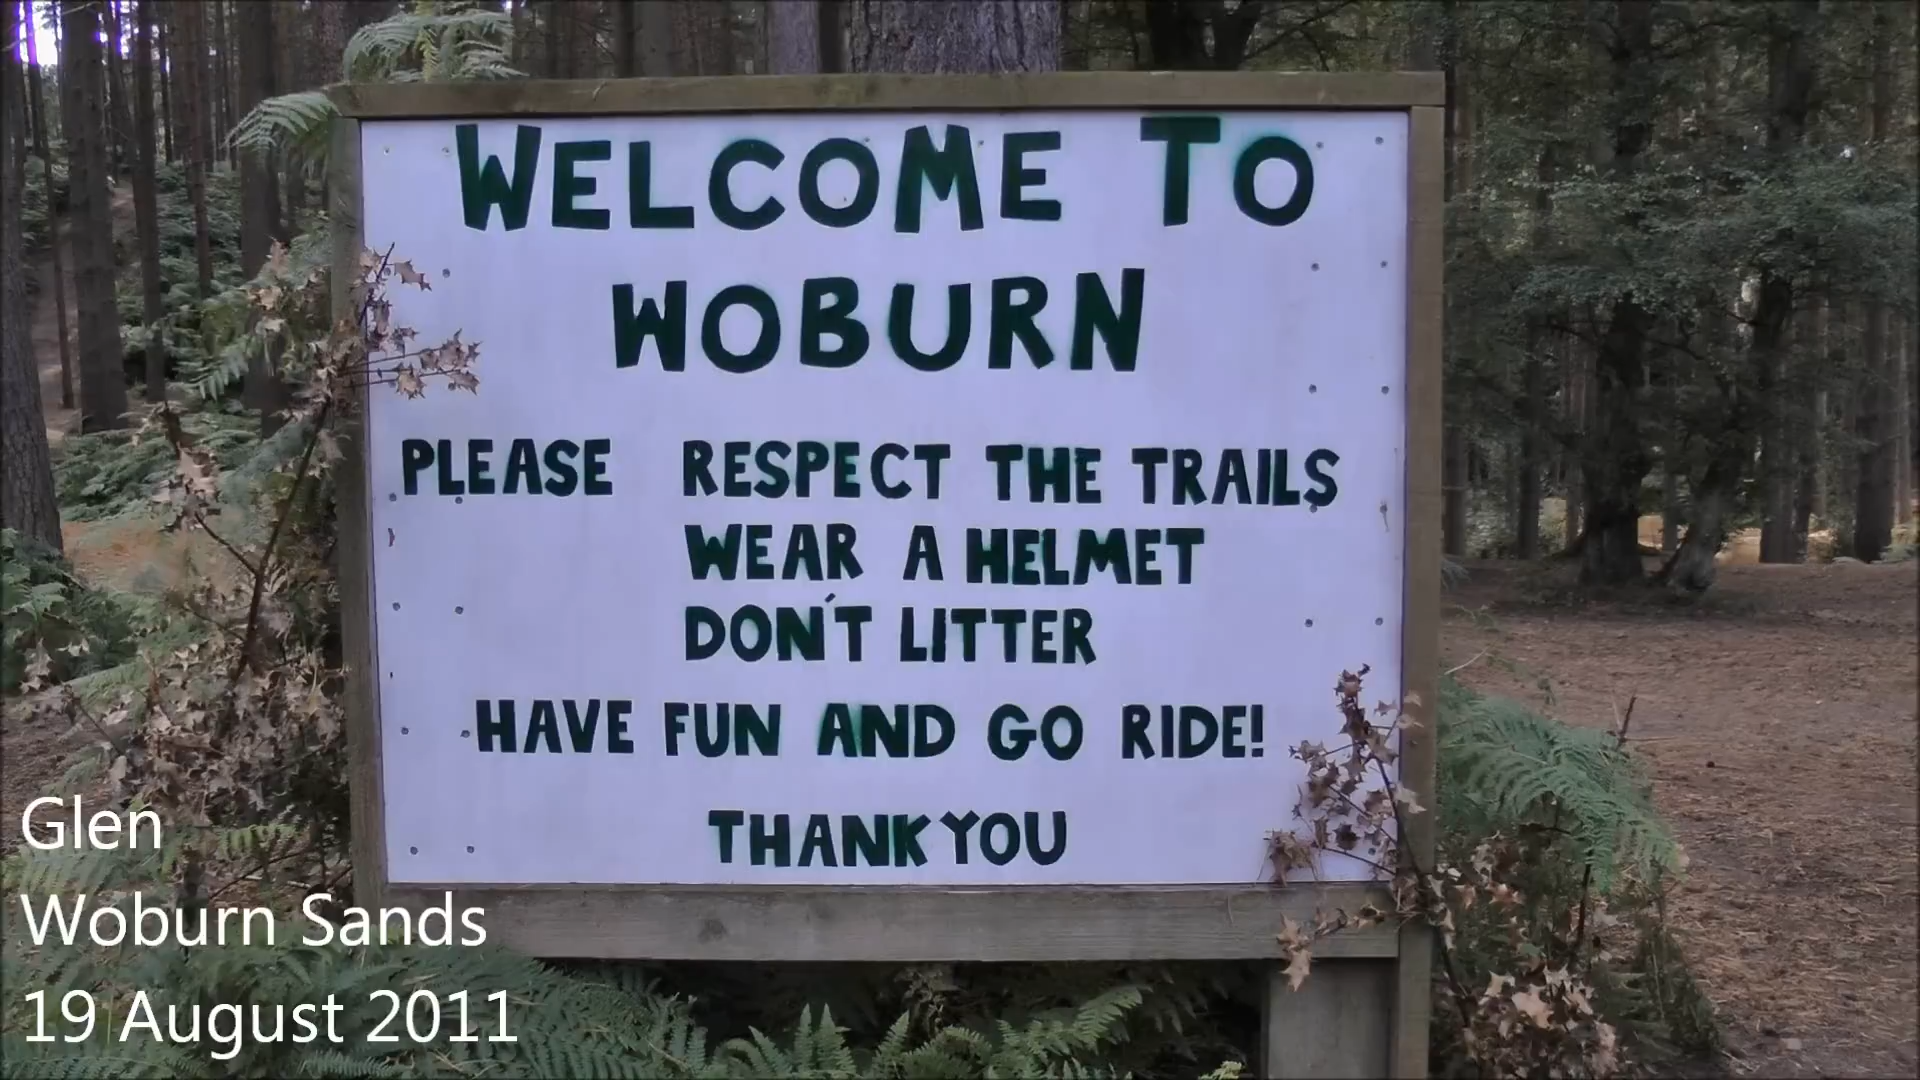 WELCOME TO
WOBURN
PLEASE RESPECT THE TRAILS
WEAR A HELMET
DON'T LITTER
HAVE FUN AND GO RIDE!
THANK YOU
Glen
Woburn Sands
19 August 2011